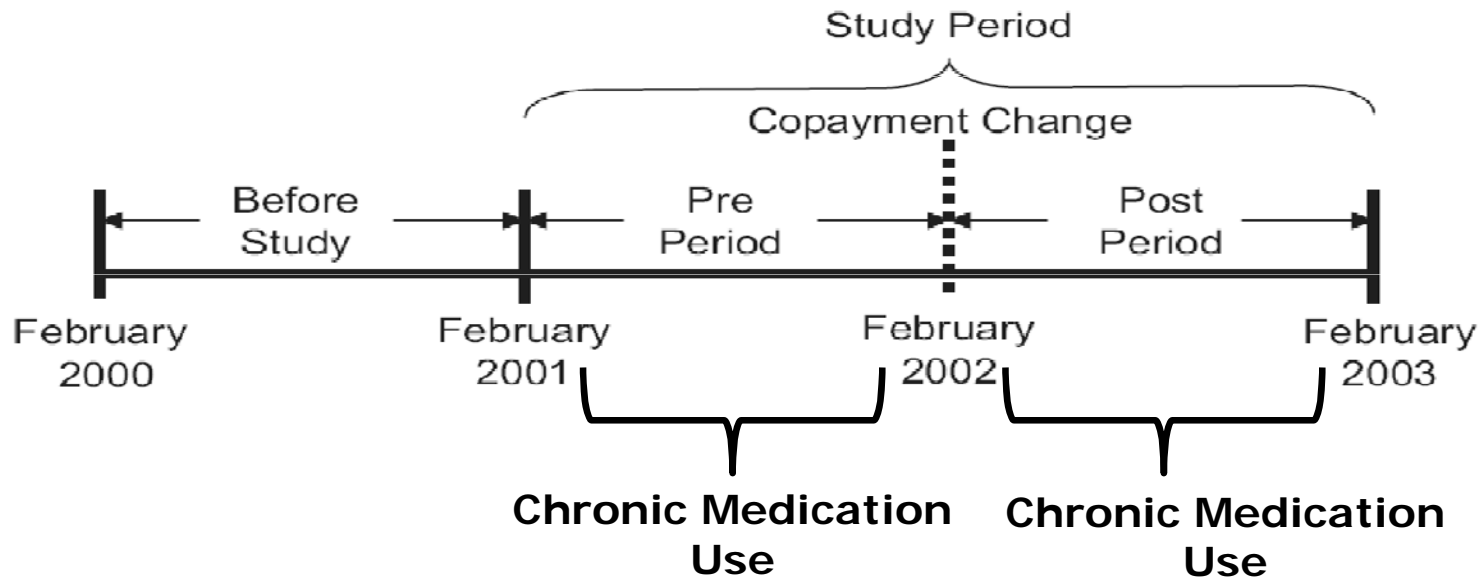 Study Period
Copayment Change
Before
Study
Pre
Period
Post
Period
February
2000
February
2001
February
2002
February
2003
Chronic Medication
Use
Chronic Medication
Use